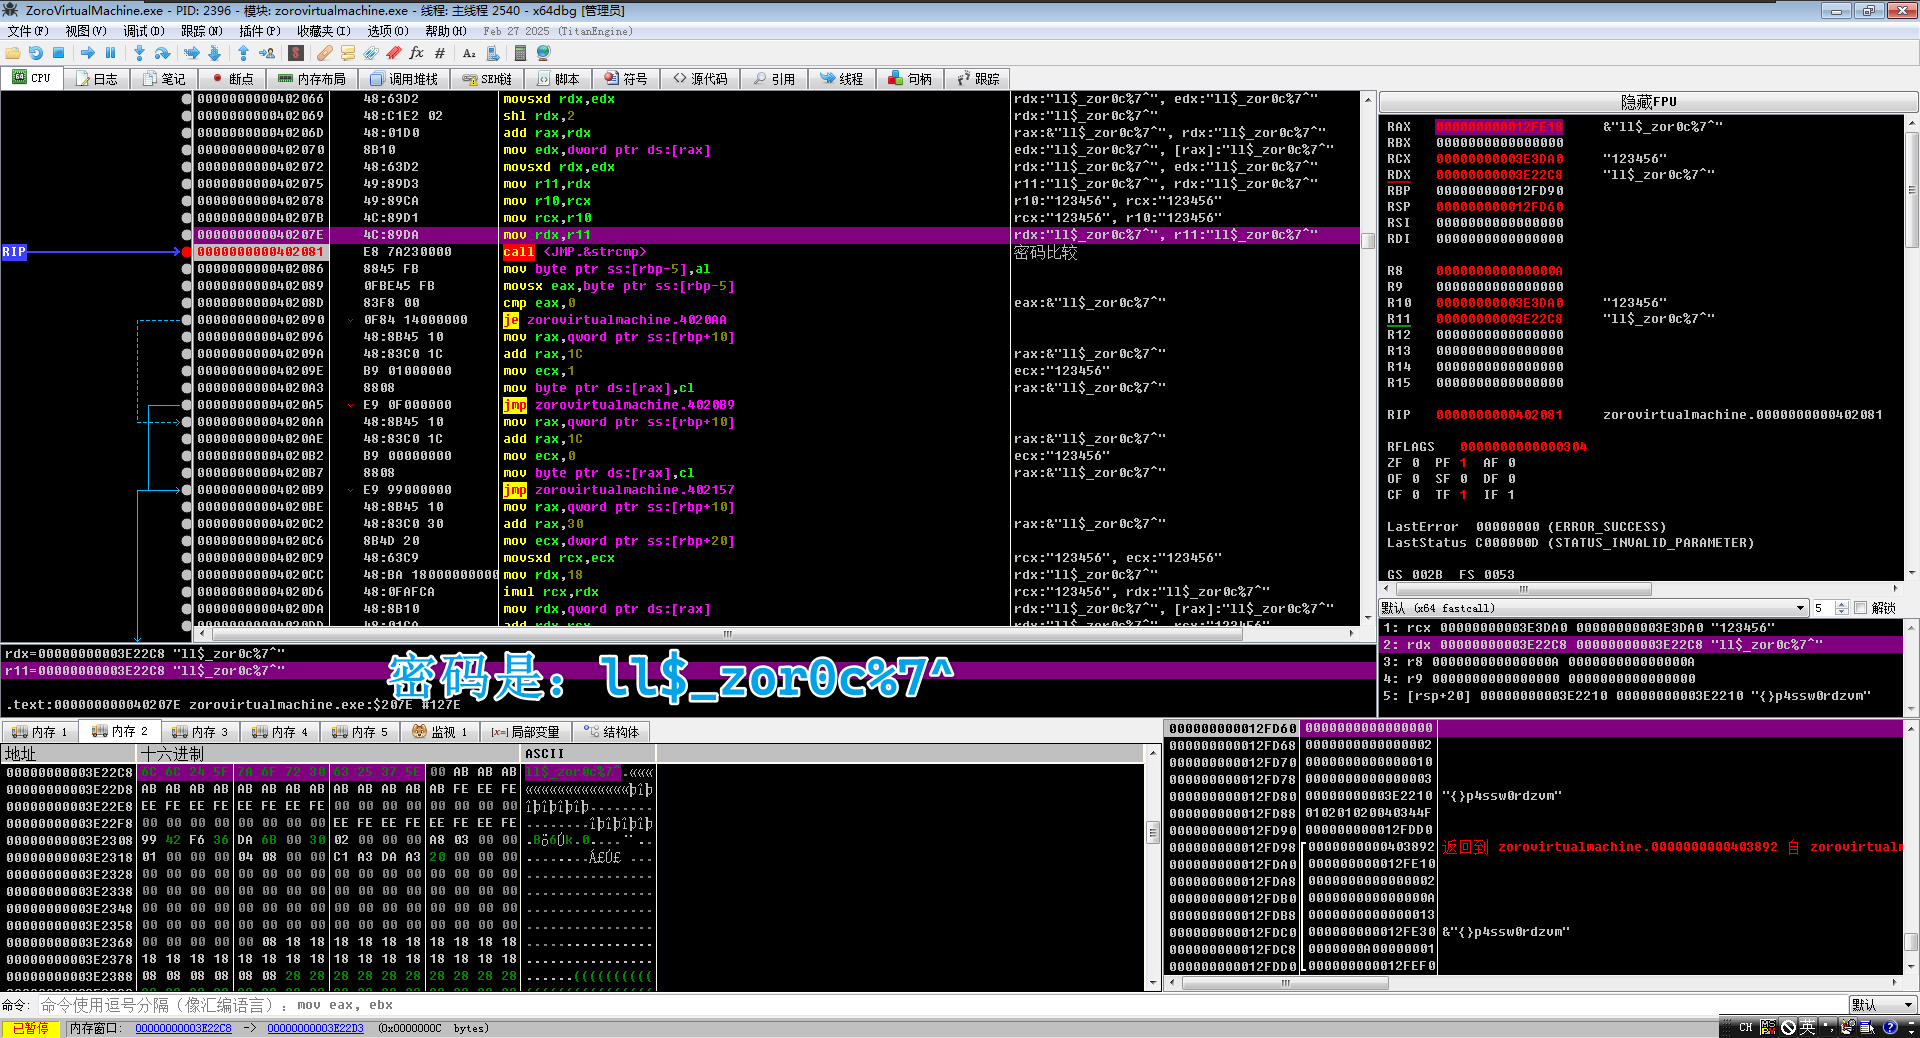 ZoroVirtualMachine.exe - PID: 2396 - 模块: zorovirtualmachine.exe - 线程: 主线程 2540 - x64dbg [管理员]
文件(F) 视图(V) 调试(D) 跟踪(N) 插件(P) 收藏夹(I) 选项(O) 帮助(H) Feb 27 2025 (TitanEngine)
CPU 日志 笔记 断点 内存布局 调用堆栈 SEH链 脚本 符号 源代码 引用 线程 句柄 跟踪
0000000000402066 48:63D2 movsxd rdx,edx rdx:"ll$_zor0c%7^", edx:"ll$_zor0c%7^"
0000000000402069 48:C1E2 02 shl rdx,2 rdx:"ll$_zor0c%7^"
000000000040206D 48:01D0 add rax,rdx rax:&"ll$_zor0c%7^", rdx:"ll$_zor0c%7^"
0000000000402070 8B10 mov edx,dword ptr ds:[rax] edx:"ll$_zor0c%7^", [rax]:"ll$_zor0c%7^"
0000000000402072 48:63D2 movsxd rdx,edx rdx:"ll$_zor0c%7^", edx:"ll$_zor0c%7^"
0000000000402075 49:89D3 mov r11,rdx r11:"ll$_zor0c%7^", rdx:"ll$_zor0c%7^"
0000000000402078 49:89CA mov r10,rcx r10:"123456", rcx:"123456"
000000000040207B 4C:89D1 mov rcx,r10 rcx:"123456", r10:"123456"
000000000040207E 4C:89DA mov rdx,r11 rdx:"ll$_zor0c%7^", r11:"ll$_zor0c%7^"
RIP 0000000000402081 E8 7A230000 call <JMP.&strcmp> 密码比较
0000000000402086 8845 FB mov byte ptr ss:[rbp-5],al
0000000000402089 0FBE45 FB movsx eax,byte ptr ss:[rbp-5]
000000000040208D 83F8 00 cmp eax,0 eax:&"ll$_zor0c%7^"
0000000000402090 0F84 14000000 je zorovirtualmachine.4020AA
0000000000402096 48:8B45 10 mov rax,qword ptr ss:[rbp+10]
000000000040209A 48:83C0 1C add rax,1C rax:&"ll$_zor0c%7^"
000000000040209E B9 01000000 mov ecx,1 ecx:"123456"
00000000004020A3 8808 mov byte ptr ds:[rax],cl rax:&"ll$_zor0c%7^"
00000000004020A5 E9 0F000000 jmp zorovirtualmachine.4020B9
00000000004020AA 48:8B45 10 mov rax,qword ptr ss:[rbp+10]
00000000004020AE 48:83C0 1C add rax,1C rax:&"ll$_zor0c%7^"
00000000004020B2 B9 00000000 mov ecx,0 ecx:"123456"
00000000004020B7 8808 mov byte ptr ds:[rax],cl rax:&"ll$_zor0c%7^"
00000000004020B9 E9 99000000 jmp zorovirtualmachine.402157
00000000004020BE 48:8B45 10 mov rax,qword ptr ss:[rbp+10]
00000000004020C2 48:83C0 30 add rax,30 rax:&"ll$_zor0c%7^"
00000000004020C6 8B4D 20 mov ecx,dword ptr ss:[rbp+20]
00000000004020C9 48:63C9 movsxd rcx,ecx rcx:"123456", ecx:"123456"
00000000004020CC 48:BA 18000000000 mov rdx,18 rdx:"ll$_zor0c%7^"
00000000004020D6 48:0FAFCA imul rcx,rdx rcx:"123456", rdx:"ll$_zor0c%7^"
00000000004020DA 48:8B10 mov rdx,qword ptr ds:[rax] rdx:"ll$_zor0c%7^", [rax]:"ll$_zor0c%7^"
隐藏FPU
RAX 000000000012FE10 &"ll$_zor0c%7^"
RBX 0000000000000000
RCX 00000000003E3DA0 "123456"
RDX 00000000003E22C8 "ll$_zor0c%7^"
RBP 000000000012FD90
RSP 000000000012FD60
RSI 0000000000000000
RDI 0000000000000000
R8 000000000000000A
R9 0000000000000000
R10 00000000003E3DA0 "123456"
R11 00000000003E22C8 "ll$_zor0c%7^"
R12 0000000000000000
R13 0000000000000000
R14 0000000000000000
R15 0000000000000000
RIP 0000000000402081 zorovirtualmachine.0000000000402081
RFLAGS 0000000000000304
ZF 0 PF 1 AF 0
OF 0 SF 0 DF 0
CF 0 TF 1 IF 1
LastError 00000000 (ERROR_SUCCESS)
LastStatus C000000D (STATUS_INVALID_PARAMETER)
GS 002B FS 0053
默认 (x64 fastcall) 5 解锁
1: rcx 00000000003E3DA0 00000000003E3DA0 "123456"
2: rdx 00000000003E22C8 00000000003E22C8 "ll$_zor0c%7^"
3: r8 000000000000000A 000000000000000A
4: r9 0000000000000000 0000000000000000
5: [rsp+20] 00000000003E2210 00000000003E2210 "{}p4ssw0rdzvm"
rdx=00000000003E22C8 "ll$_zor0c%7^"
r11=00000000003E22C8 "ll$_zor0c%7^"
密码是：ll$_zor0c%7^
.text:000000000040207E zorovirtualmachine.exe:$207E #127E
内存 1 内存 2 内存 3 内存 4 内存 5 监视 1 局部变量 结构体
地址 十六进制 ASCII
00000000003E22C8 6C 6C 24 5F 7A 6F 72 30 63 25 37 5E 00 AB AB AB ll$_zor0c%7^.«««
00000000003E22D8 AB AB AB AB AB AB AB AB AB AB AB AB AB FE EE FE «««««««««««««þîþ
00000000003E22E8 EE FE EE FE EE FE EE FE 00 00 00 00 00 00 00 00 îþîþîþîþ........
00000000003E22F8 00 00 00 00 00 00 00 00 EE FE EE FE EE FE EE FE ........îþîþîþîþ
00000000003E2308 99 42 F6 36 DA 6B 00 30 02 00 00 00 A8 03 00 00 .Bö6Úk.0....¨...
00000000003E2318 01 00 00 00 04 08 00 00 C1 A3 DA A3 20 00 00 00 ........Á£Ú£ ...
00000000003E2328 00 00 00 00 00 00 00 00 00 00 00 00 00 00 00 00 ................
00000000003E2338 00 00 00 00 00 00 00 00 00 00 00 00 00 00 00 00 ................
00000000003E2348 00 00 00 00 00 00 00 00 00 00 00 00 00 00 00 00 ................
00000000003E2358 00 00 00 00 00 00 00 00 00 00 00 00 00 00 00 00 ................
00000000003E2368 00 00 00 00 00 08 18 18 18 18 18 18 18 18 18 18 ................
00000000003E2378 18 18 18 18 18 18 18 18 18 18 18 18 18 18 18 18 ................
00000000003E2388 08 08 08 08 08 08 28 28 28 28 28 28 28 28 28 28 ......((((((((((
000000000012FD60 0000000000000000
000000000012FD68 0000000000000002
000000000012FD70 0000000000000010
000000000012FD78 0000000000000003
000000000012FD80 00000000003E2210 "{}p4ssw0rdzvm"
000000000012FD88 010201020040344F
000000000012FD90 000000000012FDD0
000000000012FD98 0000000000403892 返回到 zorovirtualmachine.0000000000403892 自 zorovirtualm
000000000012FDA0 000000000012FE10
000000000012FDA8 0000000000000002
000000000012FDB0 000000000000000A
000000000012FDB8 0000000000000013
000000000012FDC0 000000000012FE30 &"{}p4ssw0rdzvm"
000000000012FDC8 0000000A00000001
000000000012FDD0 000000000012FEF0
命令: 命令使用逗号分隔（像汇编语言）：mov eax, ebx 默认
已暂停 内存窗口: 00000000003E22C8 -> 00000000003E22D3 (0x0000000C bytes)
CH 英